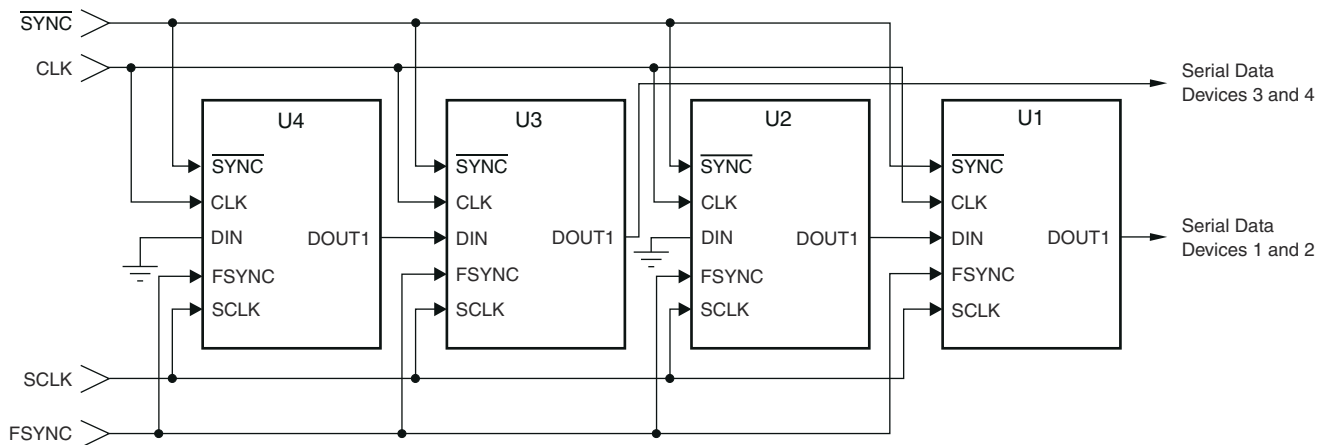 SYNC
CLK
Serial Data
Devices 3 and 4
U4
U3
U2
U1
SYNC
SYNC
SYNC
SYNC
CLK
CLK
CLK
CLK
DIN
DOUT1
DIN
DOUT1
DIN
DOUT1
DIN
DOUT1
Serial Data
Devices 1 and 2
FSYNC
FSYNC
FSYNC
FSYNC
SCLK
SCLK
SCLK
SCLK
SCLK
FSYNC